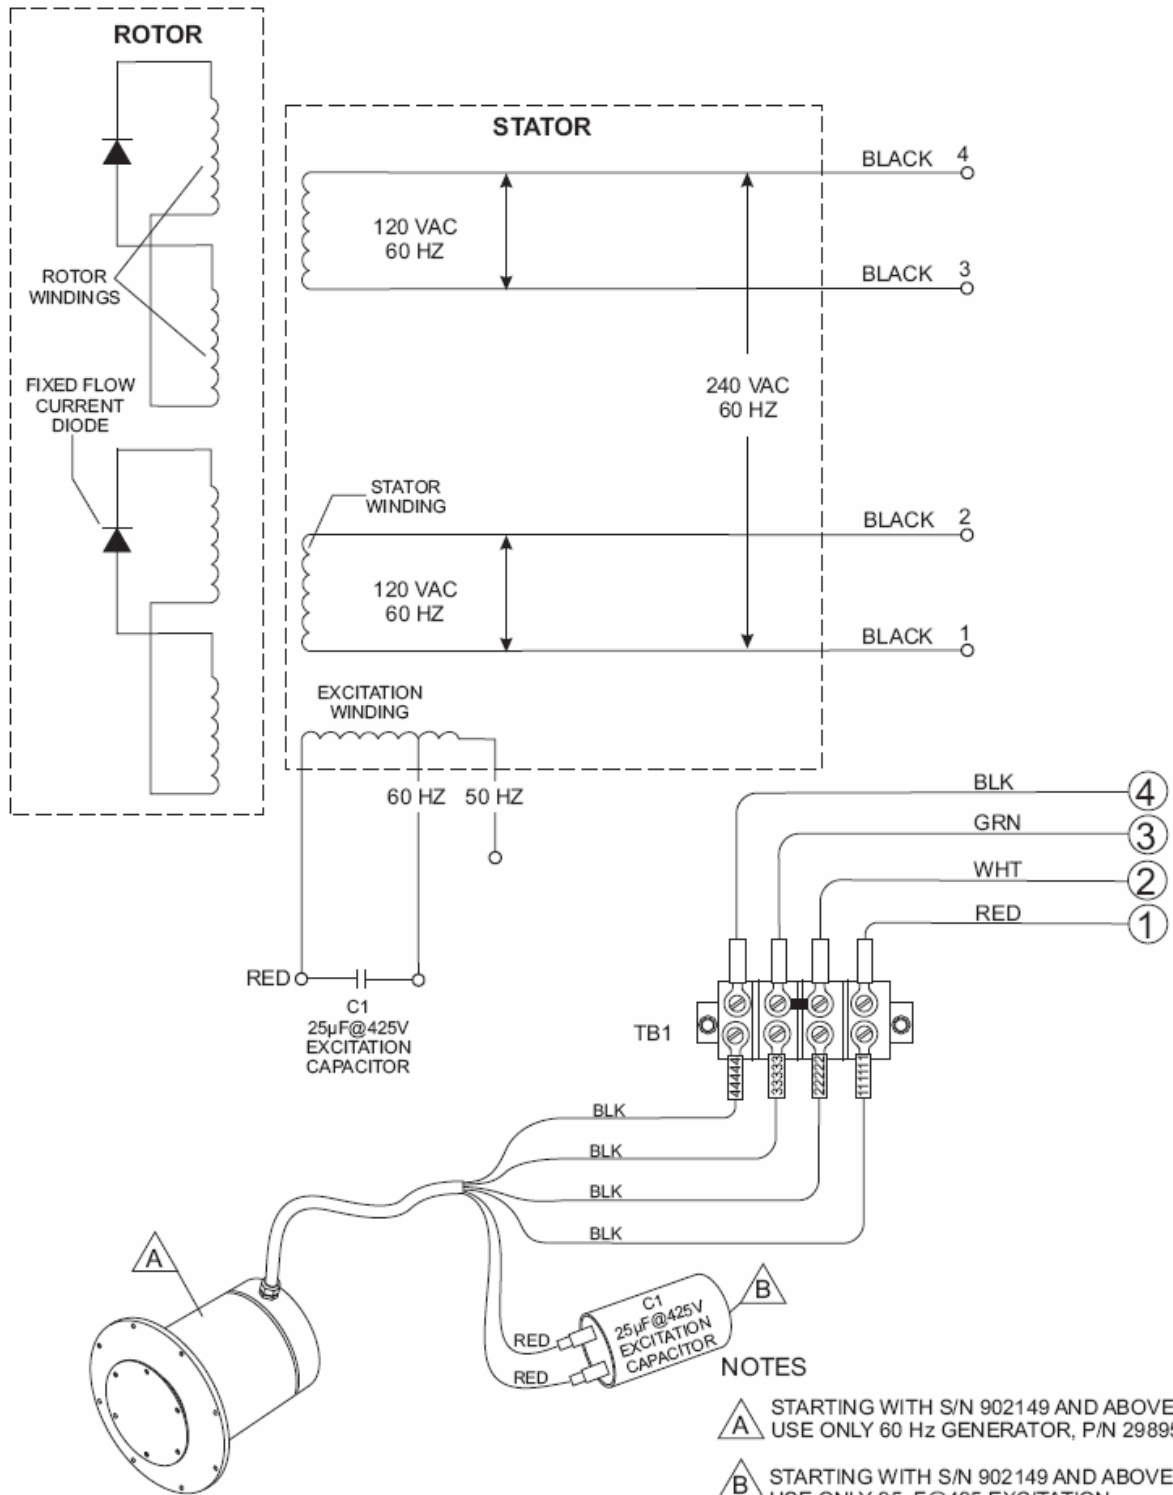 ROTOR
ROTOR
WINDINGS
FIXED FLOW
CURRENT
DIODE
STATOR
120 VAC
60 HZ
BLACK 4
BLACK 3
240 VAC
60 HZ
STATOR
WINDING
120 VAC
60 HZ
BLACK 2
BLACK 1
EXCITATION
WINDING
60 HZ 50 HZ
RED
C1
25µF@425V
EXCITATION
CAPACITOR
BLK 4
GRN 3
WHT 2
RED 1
TB1
44444 33333 22222 11111
BLK
BLK
BLK
BLK
A
B
C1
25µF@425V
EXCITATION
CAPACITOR
RED
RED
NOTES
A STARTING WITH S/N 902149 AND ABOVE
USE ONLY 60 Hz GENERATOR, P/N 29895
B STARTING WITH S/N 902149 AND ABOVE
USE ONLY EXCITATION